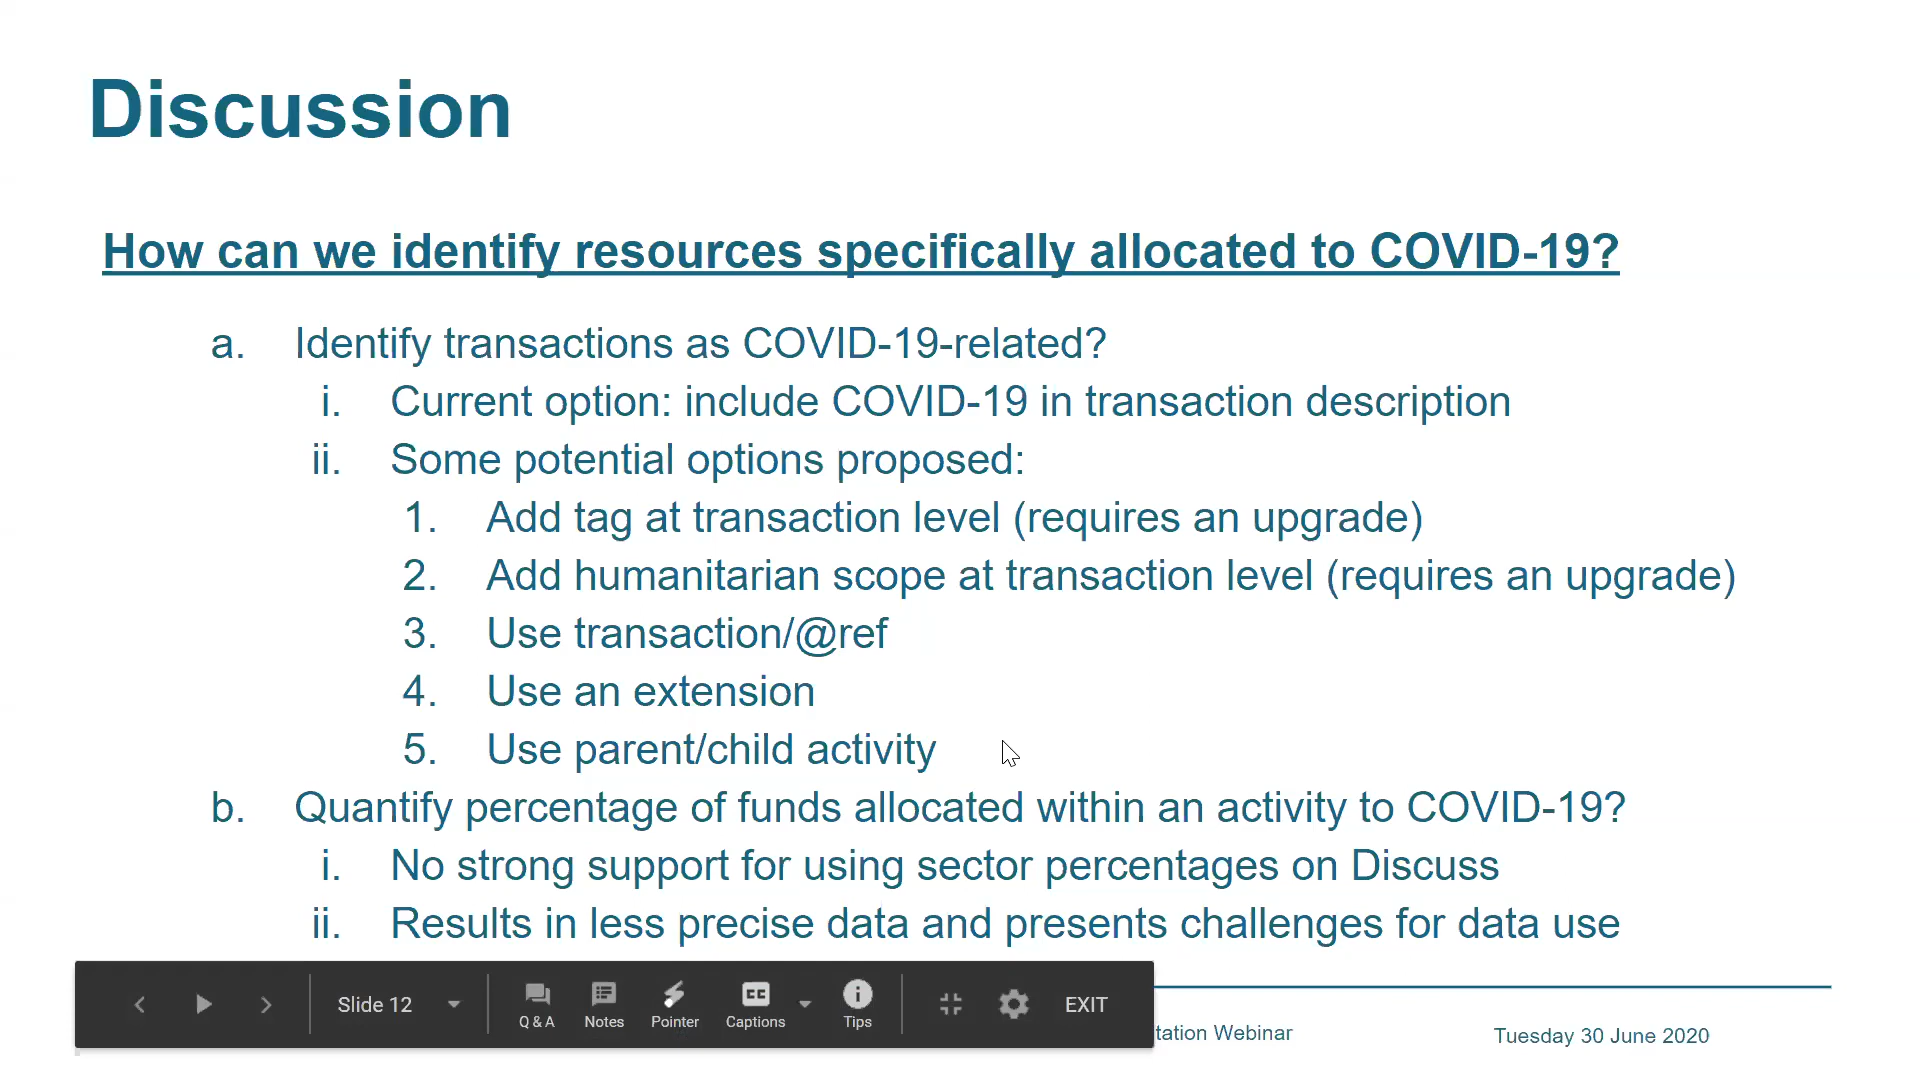 Discussion
How can we identify resources specifically allocated to COVID-19?
a. Identify transactions as COVID-19-related?
i. Current option: include COVID-19 in transaction description
ii. Some potential options proposed:
1. Add tag at transaction level (requires an upgrade)
2. Add humanitarian scope at transaction level (requires an upgrade)
3. Use transaction/@ref
4. Use an extension
5. Use parent/child activity
b. Quantify percentage of funds allocated within an activity to COVID-19?
i. No strong support for using sector percentages on Discuss
ii. Results in less precise data and presents challenges for data use
Slide 12
Q & A
Notes
Pointer
CC
Captions
Tips
EXIT
tation Webinar
Tuesday 30 June 2020